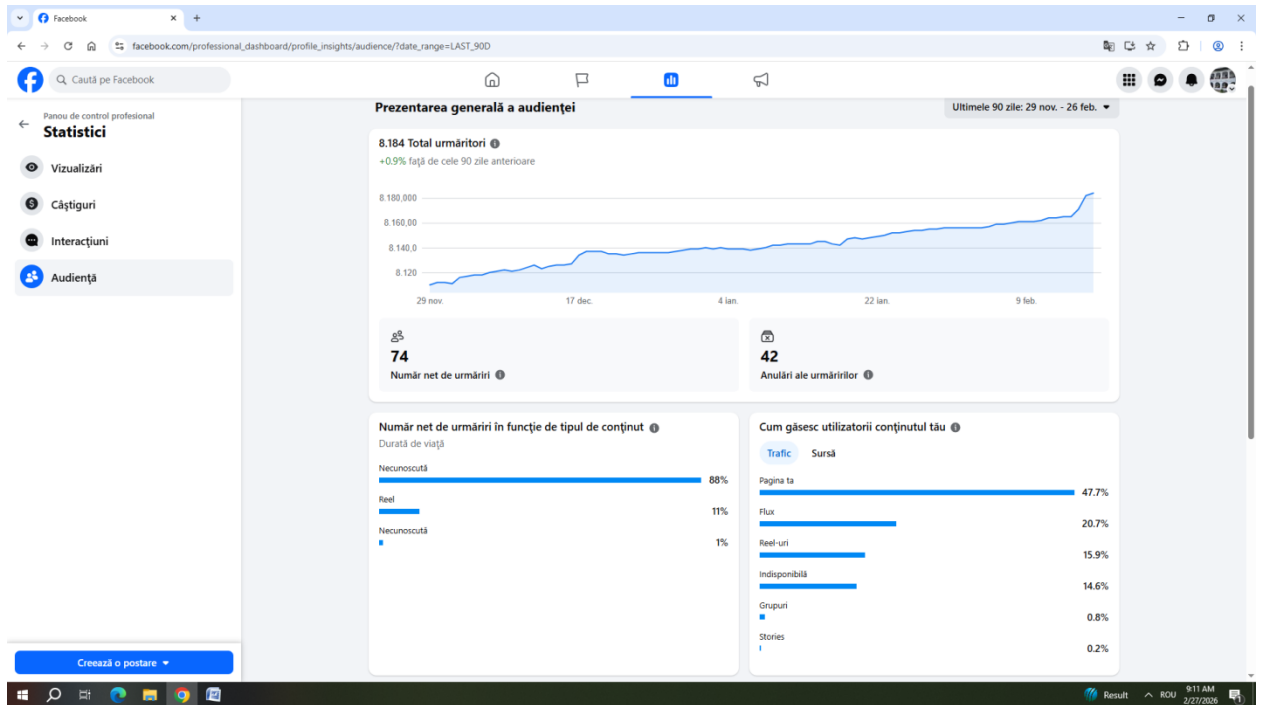 Facebook
facebook.com/professional_dashboard/profile_insights/audience/?date_range=LAST_90D
Caută pe Facebook
Panou de control profesional
Statistici
Vizualizări
Câștiguri
Interacțiuni
Audiență
Creează o postare
Prezentarea generală a audienței
Ultimele 90 zile: 29 nov. - 26 feb.
8.184 Total urmăritori
+0.9% față de cele 90 zile anterioare
8.180,000
8.160,00
8.140,0
8.120
29 nov. 17 dec. 4 ian. 22 ian. 9 feb.
74
Număr net de urmăriri
42
Anulări ale urmăririlor
Număr net de urmăriri în funcție de tipul de conținut
Durată de viață
Necunoscută
88%
Reel
11%
Necunoscută
1%
Cum găsesc utilizatorii conținutul tău
Trafic Sursă
Pagina ta
47.7%
Flux
20.7%
Reel-uri
15.9%
Indisponibilă
14.6%
Grupuri
0.8%
Stories
0.2%
Result ROU 9:11 AM
2/27/2026